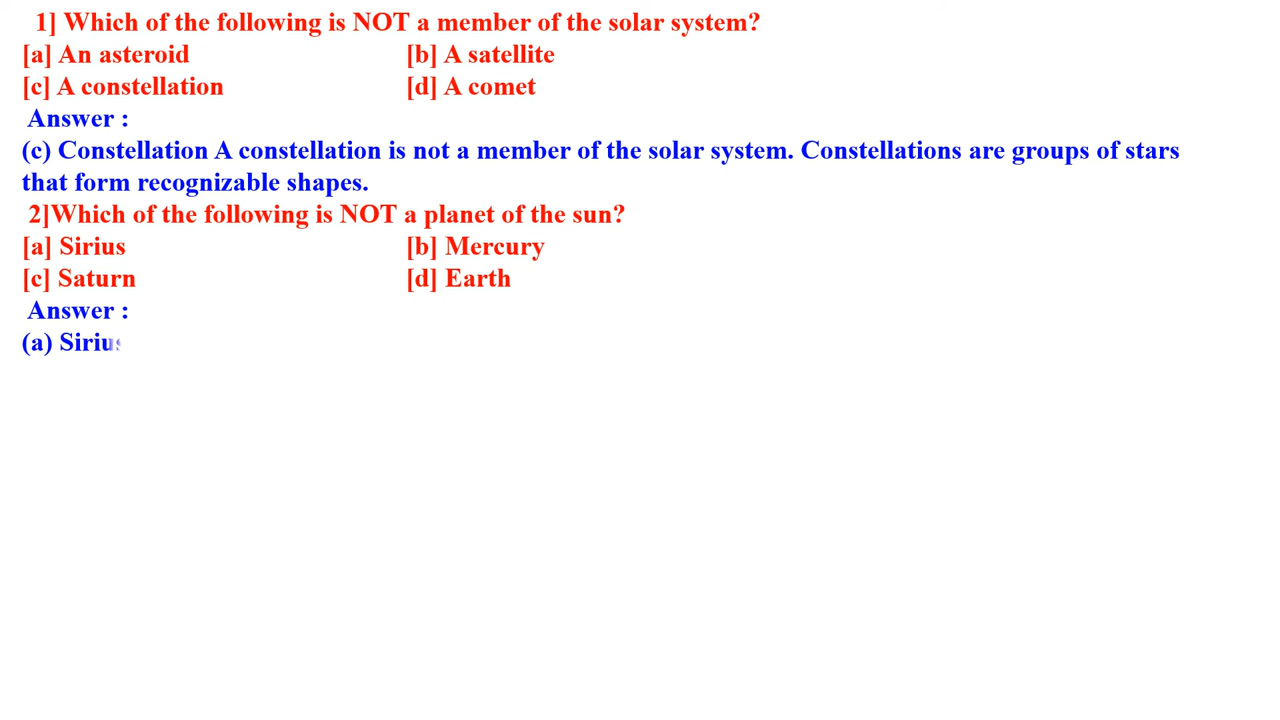 1] Which of the following is NOT a member of the solar system?
[a] An asteroid [b] A satellite
[c] A constellation [d] A comet
Answer :
(c) Constellation A constellation is not a member of the solar system. Constellations are groups of stars
that form recognizable shapes.
2]Which of the following is NOT a planet of the sun?
[a] Sirius [b] Mercury
[c] Saturn [d] Earth
Answer :
(a) Sirius